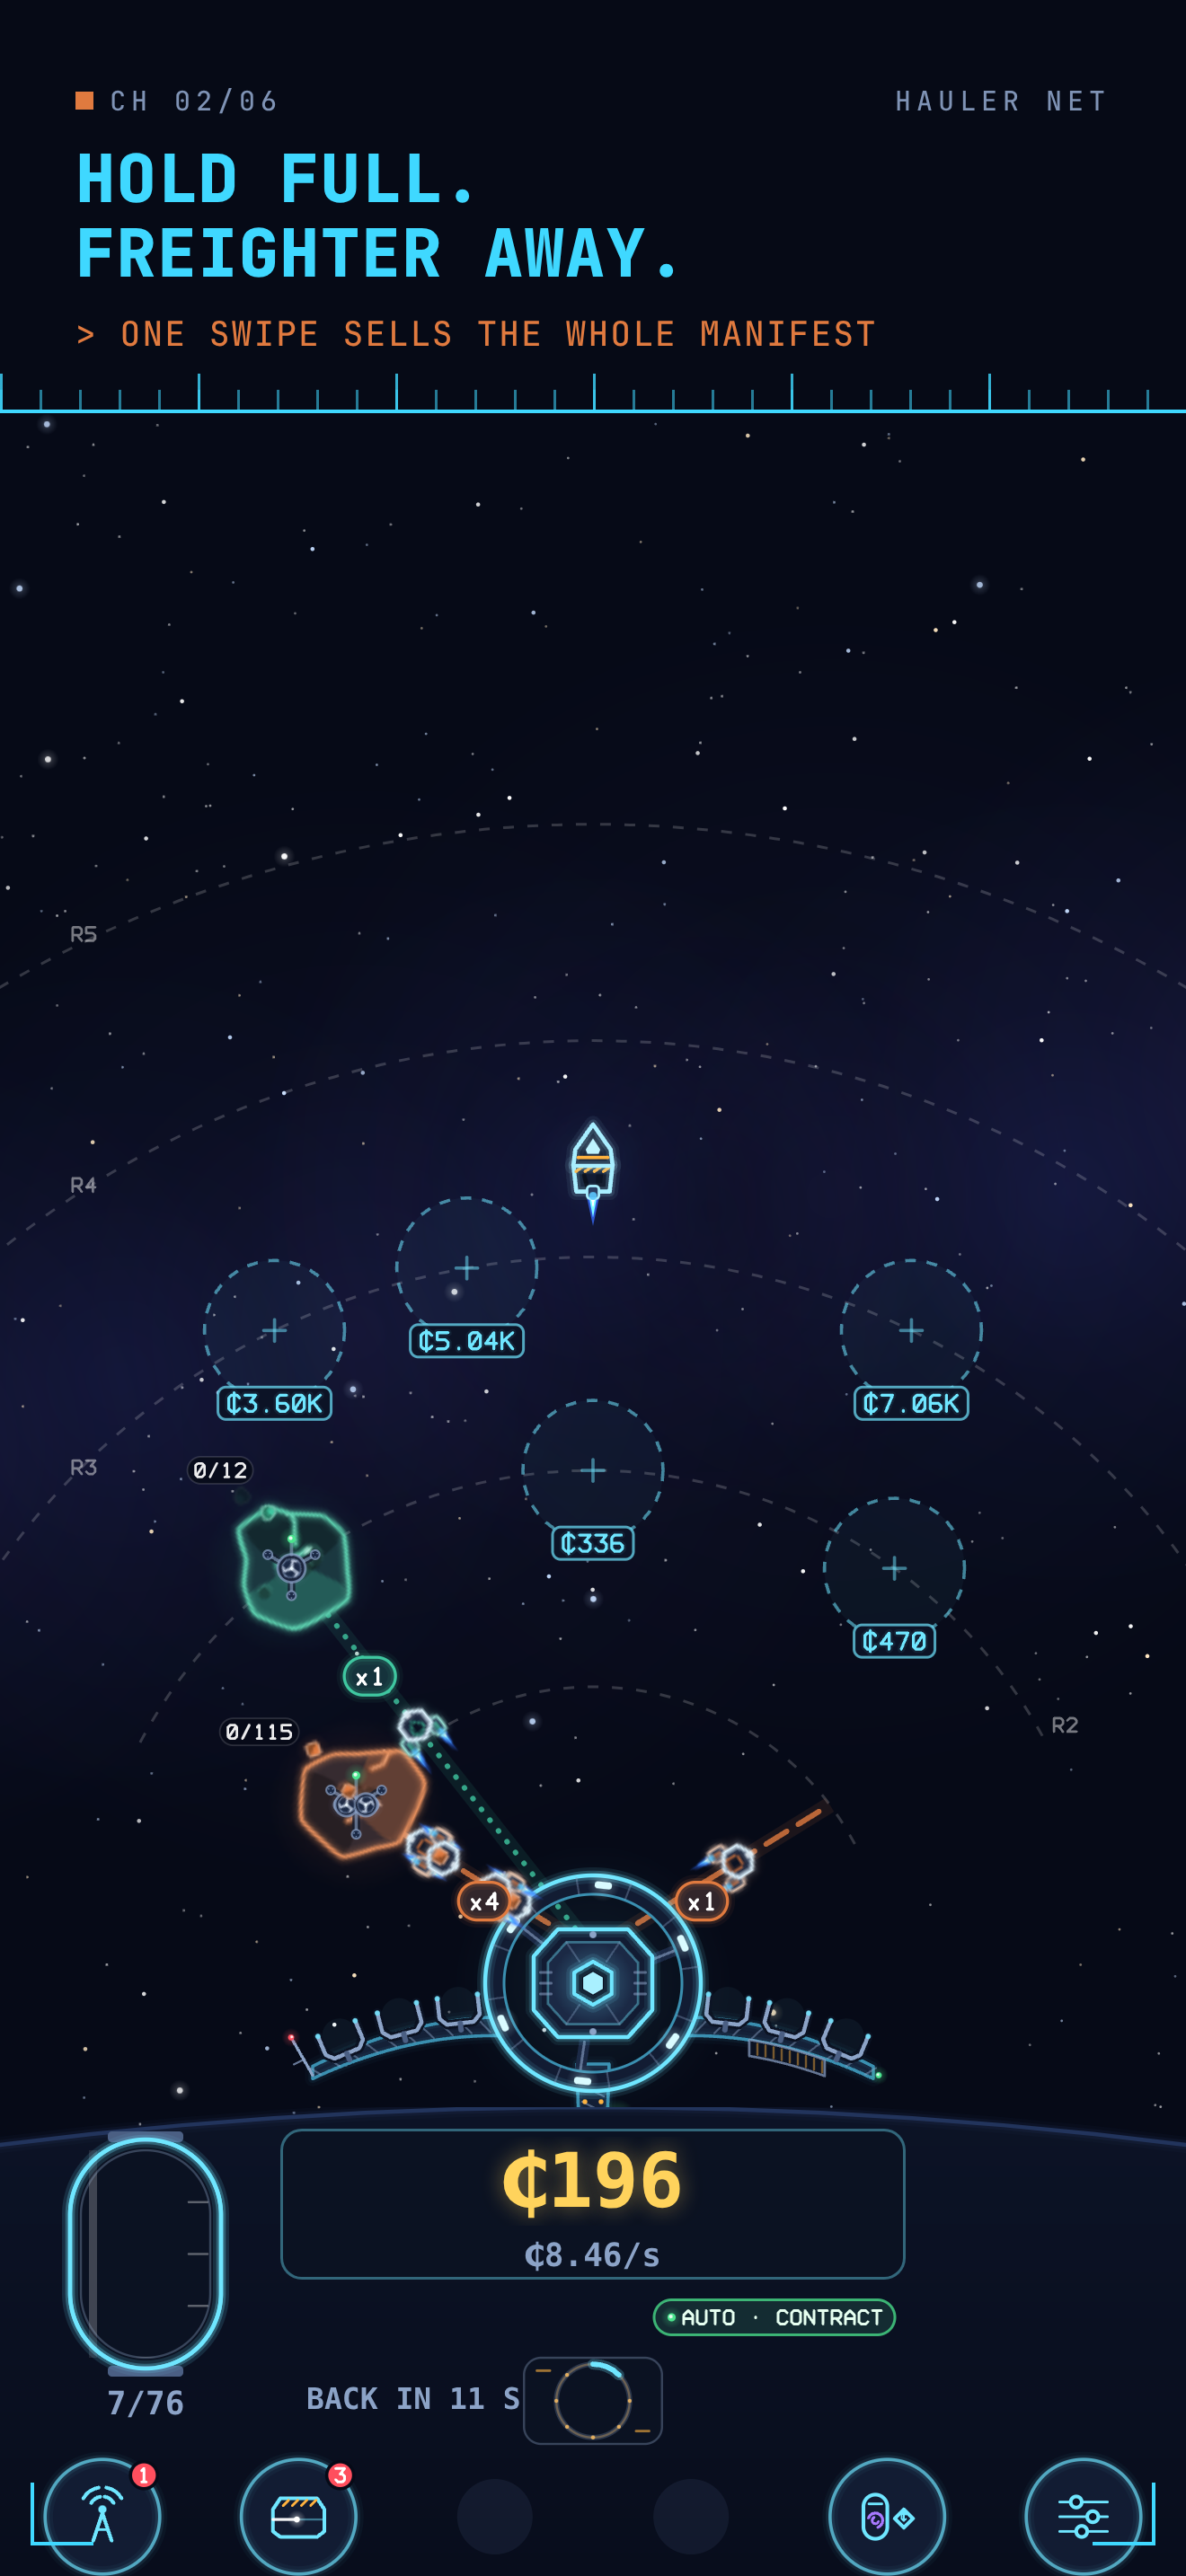 CH 02/06
HAULER NET
HOLD FULL.
FREIGHTER AWAY.
> ONE SWIPE SELLS THE WHOLE MANIFEST
R5
R4
₵5.04K
₵3.60K
₵7.06K
R3
0/12
₵336
₵470
x1
R2
0/115
x4
x1
₵196
₵8.46/s
AUTO · CONTRACT
7/76
BACK IN 11 S
1
3